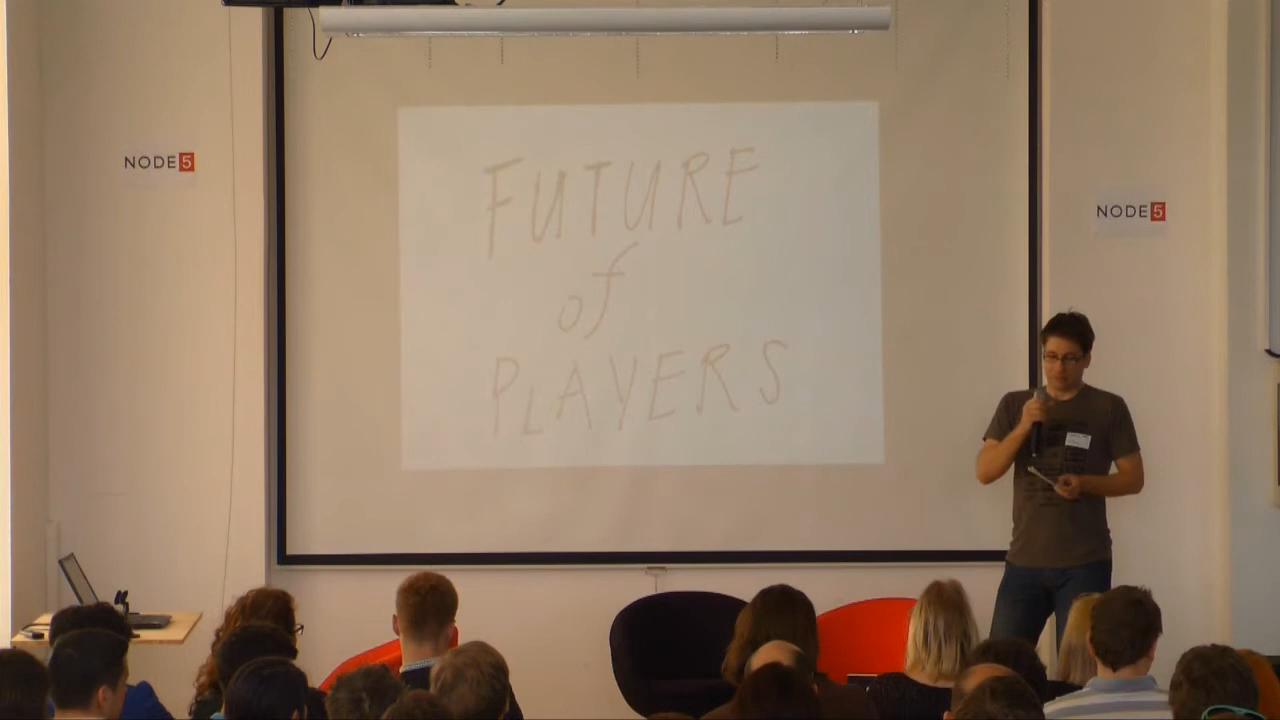 NODE5
FUTURE
of
PLAYERS
NODE5